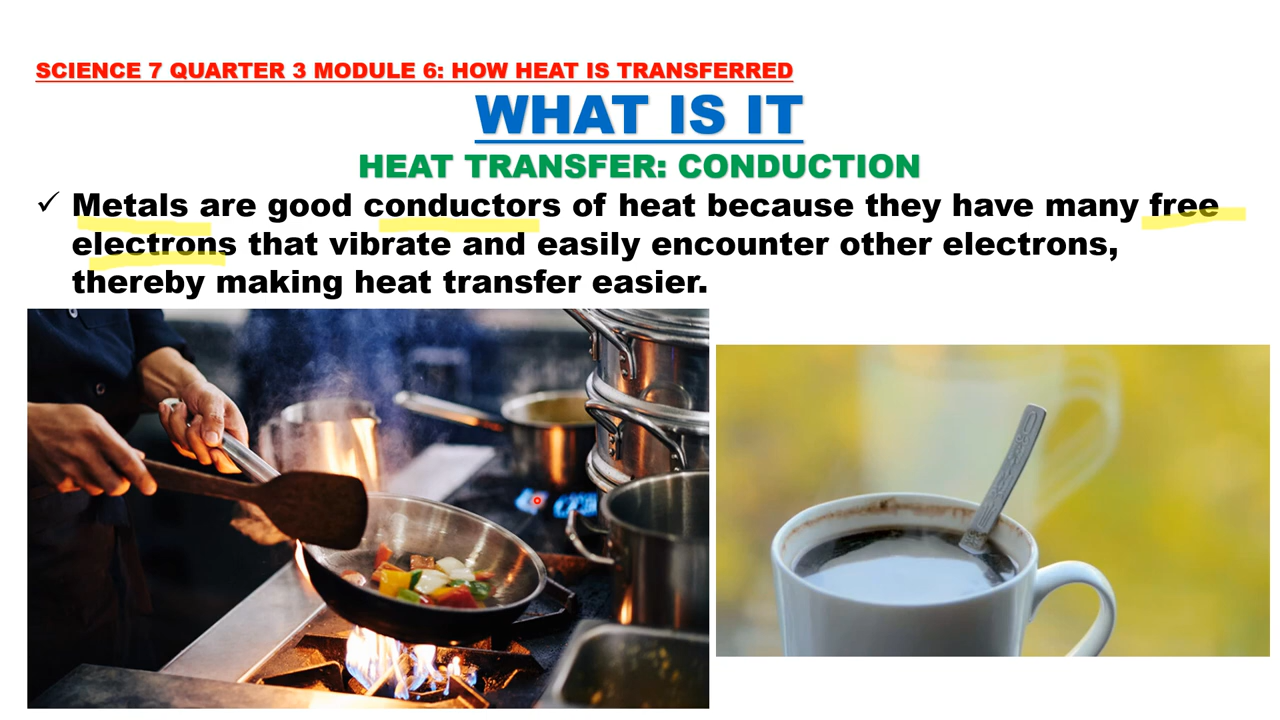 SCIENCE 7 QUARTER 3 MODULE 6: HOW HEAT IS TRANSFERRED
WHAT IS IT
HEAT TRANSFER: CONDUCTION
✓ Metals are good conductors of heat because they have many free
electrons that vibrate and easily encounter other electrons,
thereby making heat transfer easier.